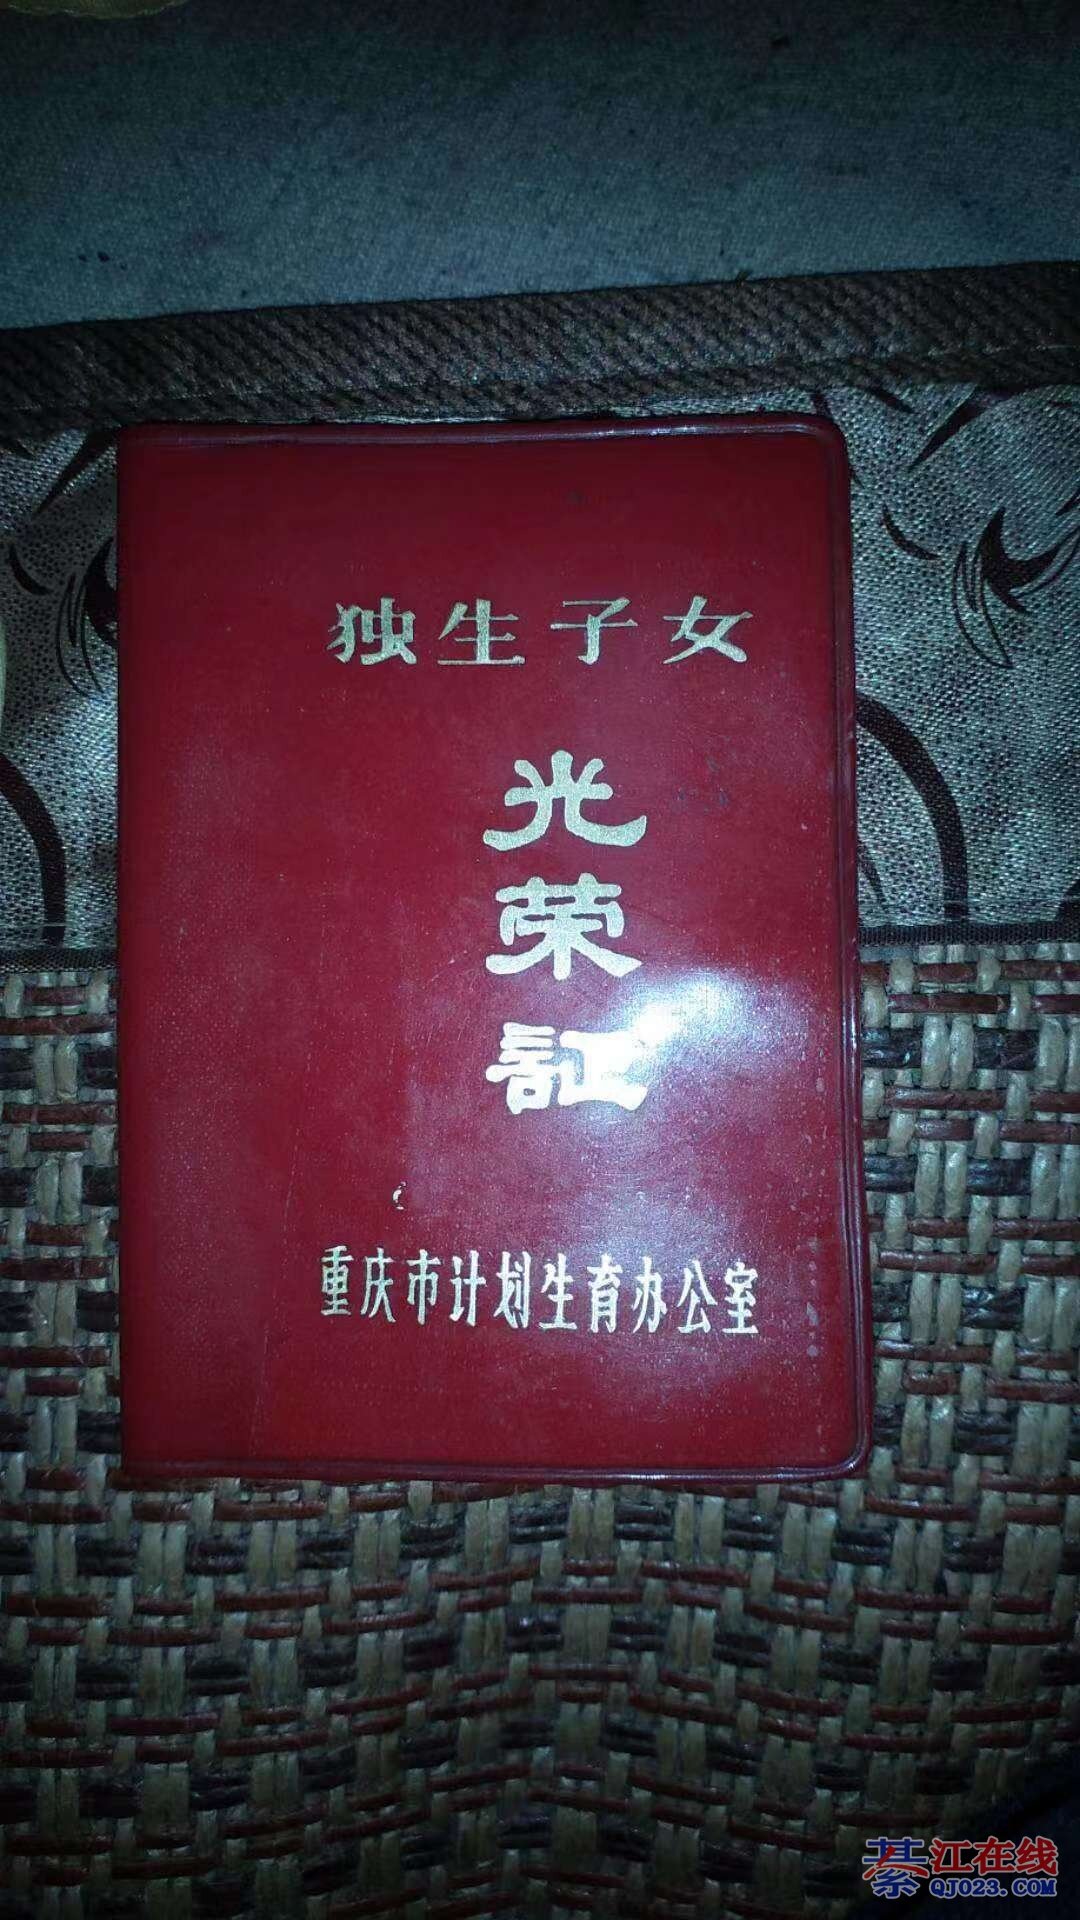 独生子女
光
荣
証
重庆市计划生育办公室
綦江在线
QJ023.COM